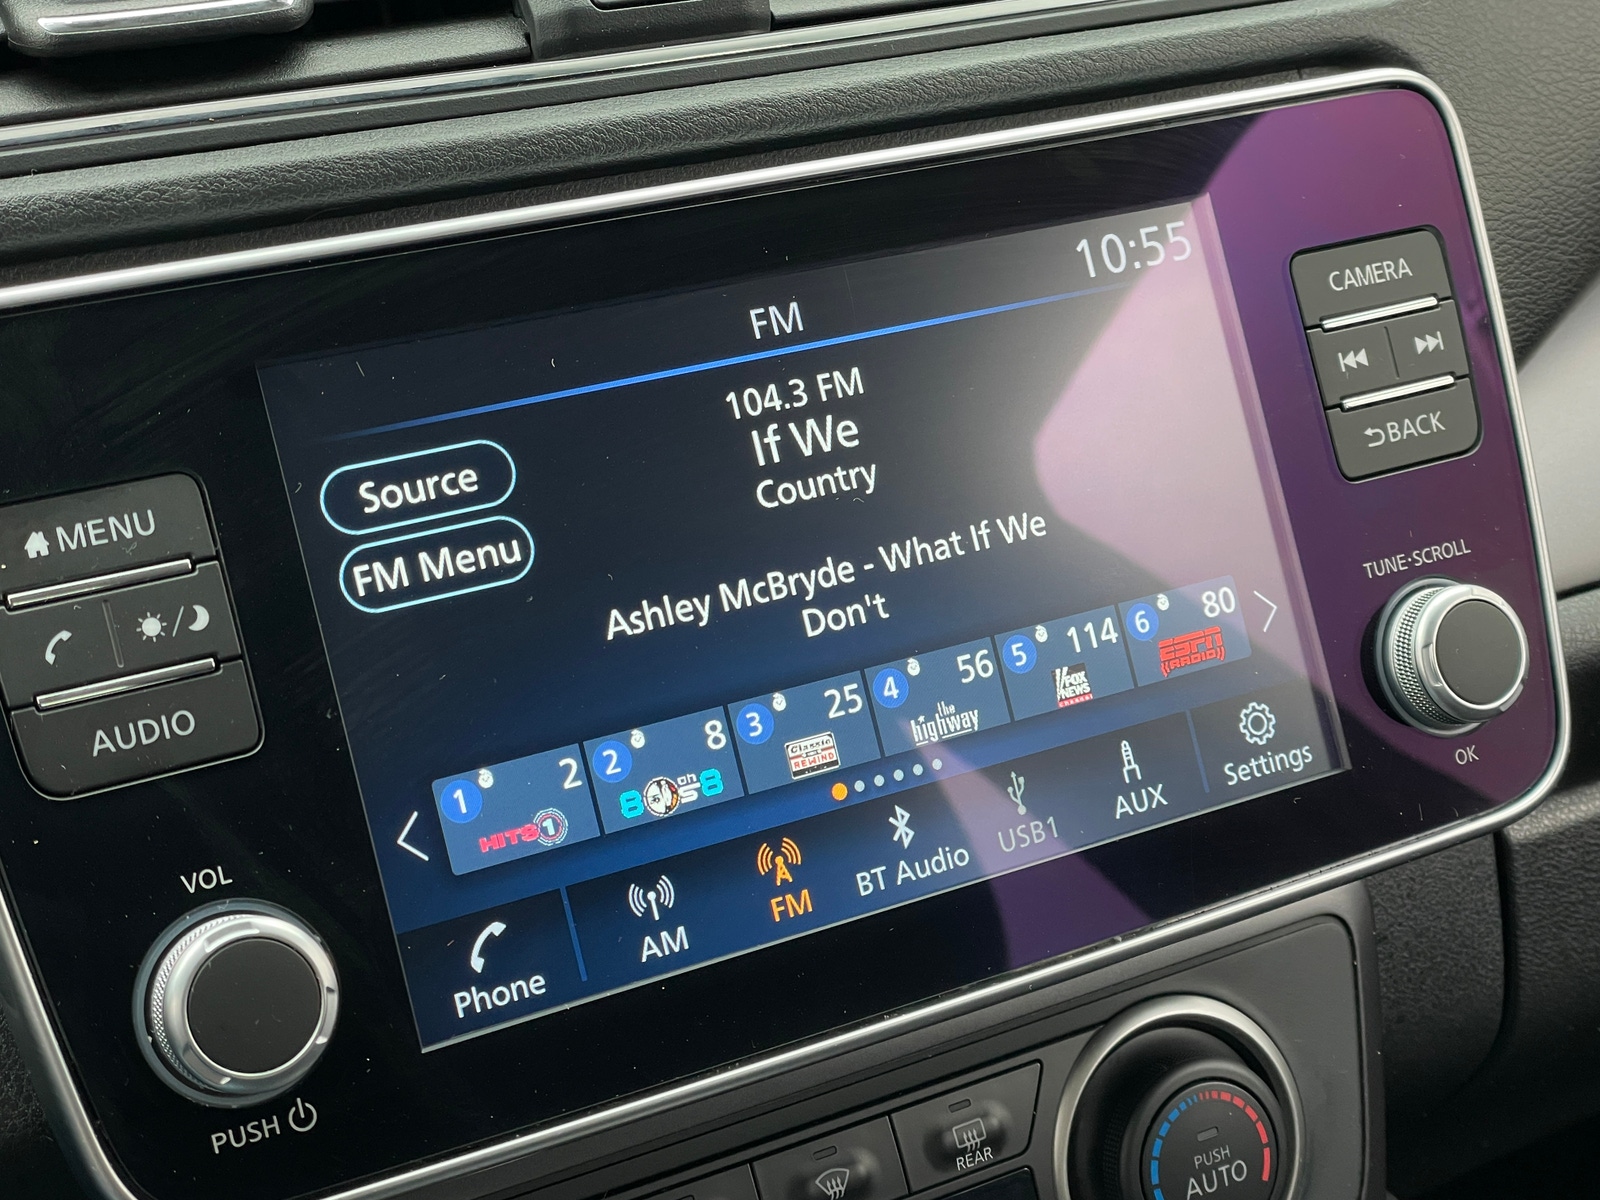 10:55
FM
104.3 FM
If We
Country
Source
FM Menu
Ashley McBryde - What If We
Don't
1 2
HITS 1
2 8
80s on 8
3 25
Classic REWIND
4 56
the highway
5 114
FOX NEWS channel
6 80
ESPN RADIO
Phone
AM
FM
BT Audio
USB1
AUX
Settings
MENU
AUDIO
VOL
PUSH
CAMERA
BACK
TUNE·SCROLL
OK
REAR
PUSH
AUTO